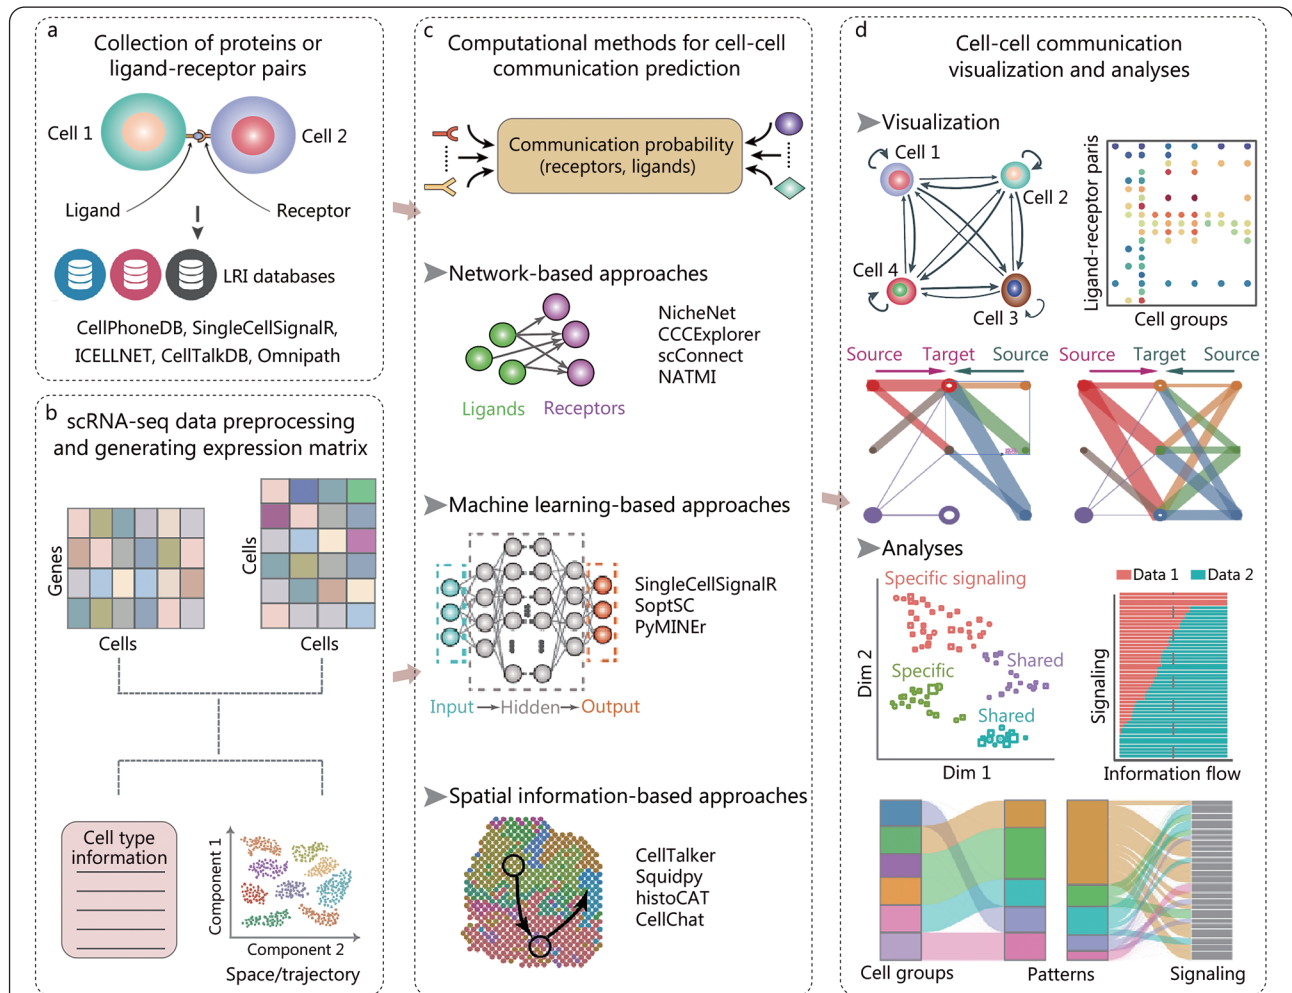 a
Collection of proteins or
ligand-receptor pairs
Cell 1
Cell 2
Ligand
Receptor
LRI databases
CellPhoneDB, SingleCellSignalR,
ICELLNET, CellTalkDB, Omnipath
b
scRNA-seq data preprocessing
and generating expression matrix
Genes
Cells
Cells
Cells
Cell type
information
Component 1
Component 2
Space/trajectory
c
Computational methods for cell-cell
communication prediction
Communication probability
(receptors, ligands)
Network-based approaches
NicheNet
CCCExplorer
scConnect
NATMI
Ligands
Receptors
Machine learning-based approaches
SingleCellSignalR
SoptSC
PyMINEr
Input
Hidden
Output
Spatial information-based approaches
CellTalker
Squidpy
histoCAT
CellChat
d
Cell-cell communication
visualization and analyses
Visualization
Cell 1
Cell 2
Cell 4
Cell 3
Ligand-receptor paris
Cell groups
Source Target Source
Source Target Source
Analyses
Specific signaling
Shared
Specific
Shared
Dim 2
Dim 1
Data 1 Data 2
Signaling
Information flow
Cell groups
Patterns
Signaling